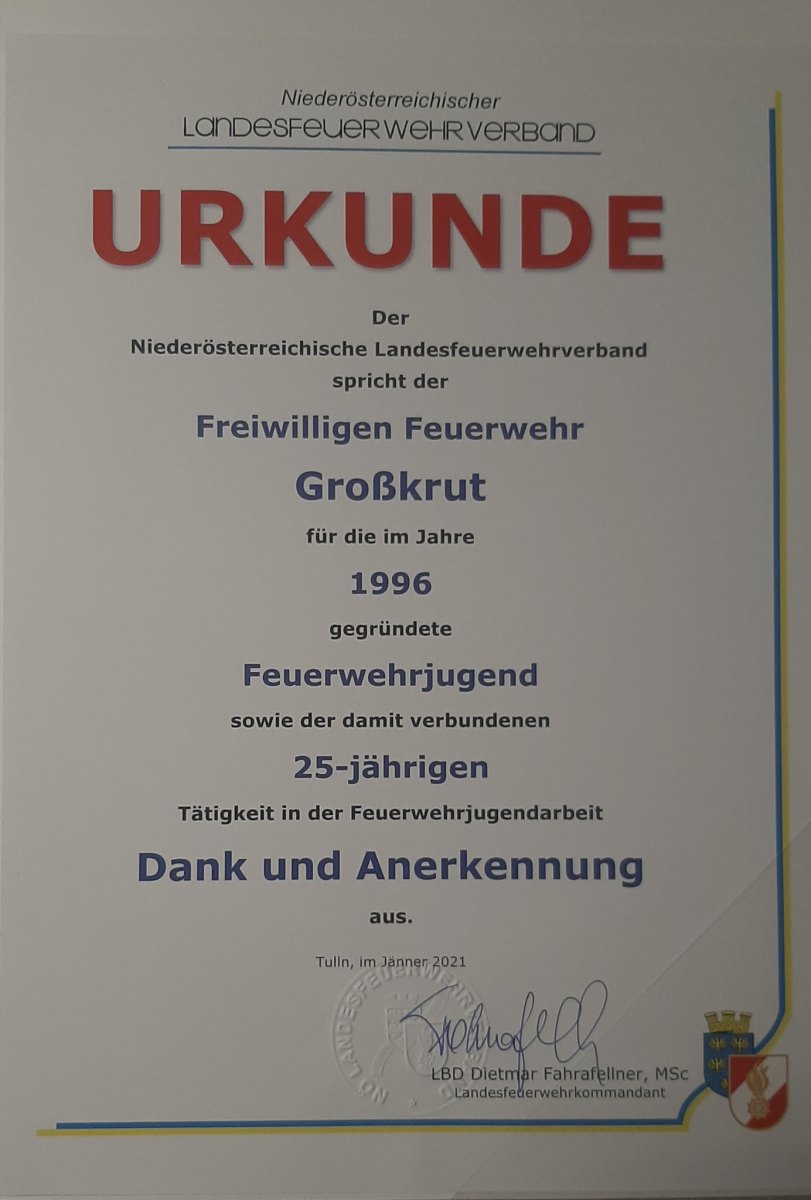 Niederösterreichischer
LANDESFEUERWEHRVERBAND
URKUNDE
Der
Niederösterreichische Landesfeuerwehrverband
spricht der
Freiwilligen Feuerwehr
Großkrut
für die im Jahre
1996
gegründete
Feuerwehrjugend
sowie der damit verbundenen
25-jährigen
Tätigkeit in der Feuerwehrjugendarbeit
Dank und Anerkennung
aus.
Tulln, im Jänner 2021
NÖ LANDESFEUERWEHRVERBAND
LBD Dietmar Fahrafellner, MSc
Landesfeuerwehrkommandant